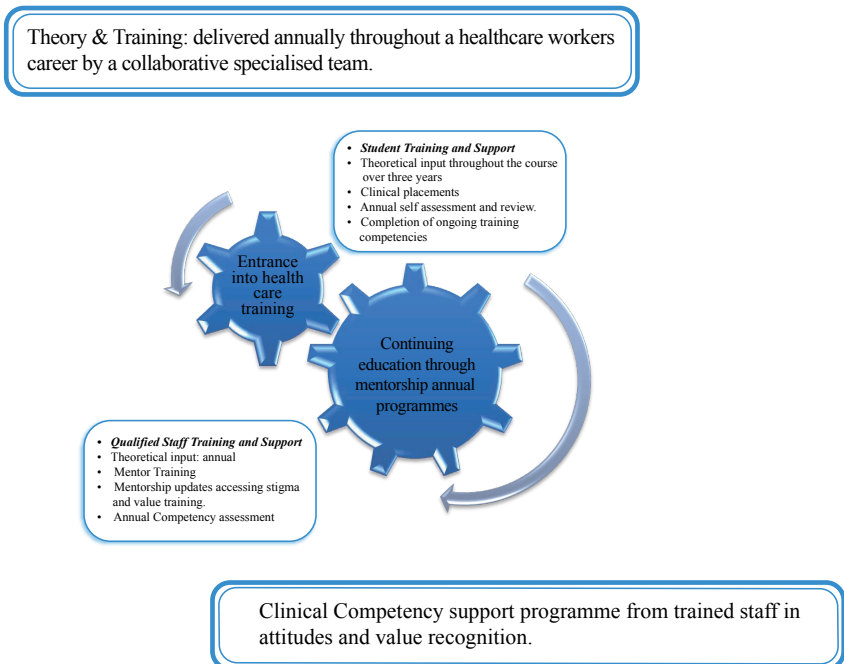 Theory & Training: delivered annually throughout a healthcare workers
career by a collaborative specialised team.
• Student Training and Support
• Theoretical input throughout the course
over three years
• Clinical placements
• Annual self assessment and review.
• Completion of ongoing training
competencies
Entrance
into health
care
training
Continuing
education through
mentorship annual
programmes
• Qualified Staff Training and Support
• Theoretical input: annual
• Mentor Training
• Mentorship updates accessing stigma
and value training.
• Annual Competency assessment
Clinical Competency support programme from trained staff in
attitudes and value recognition.